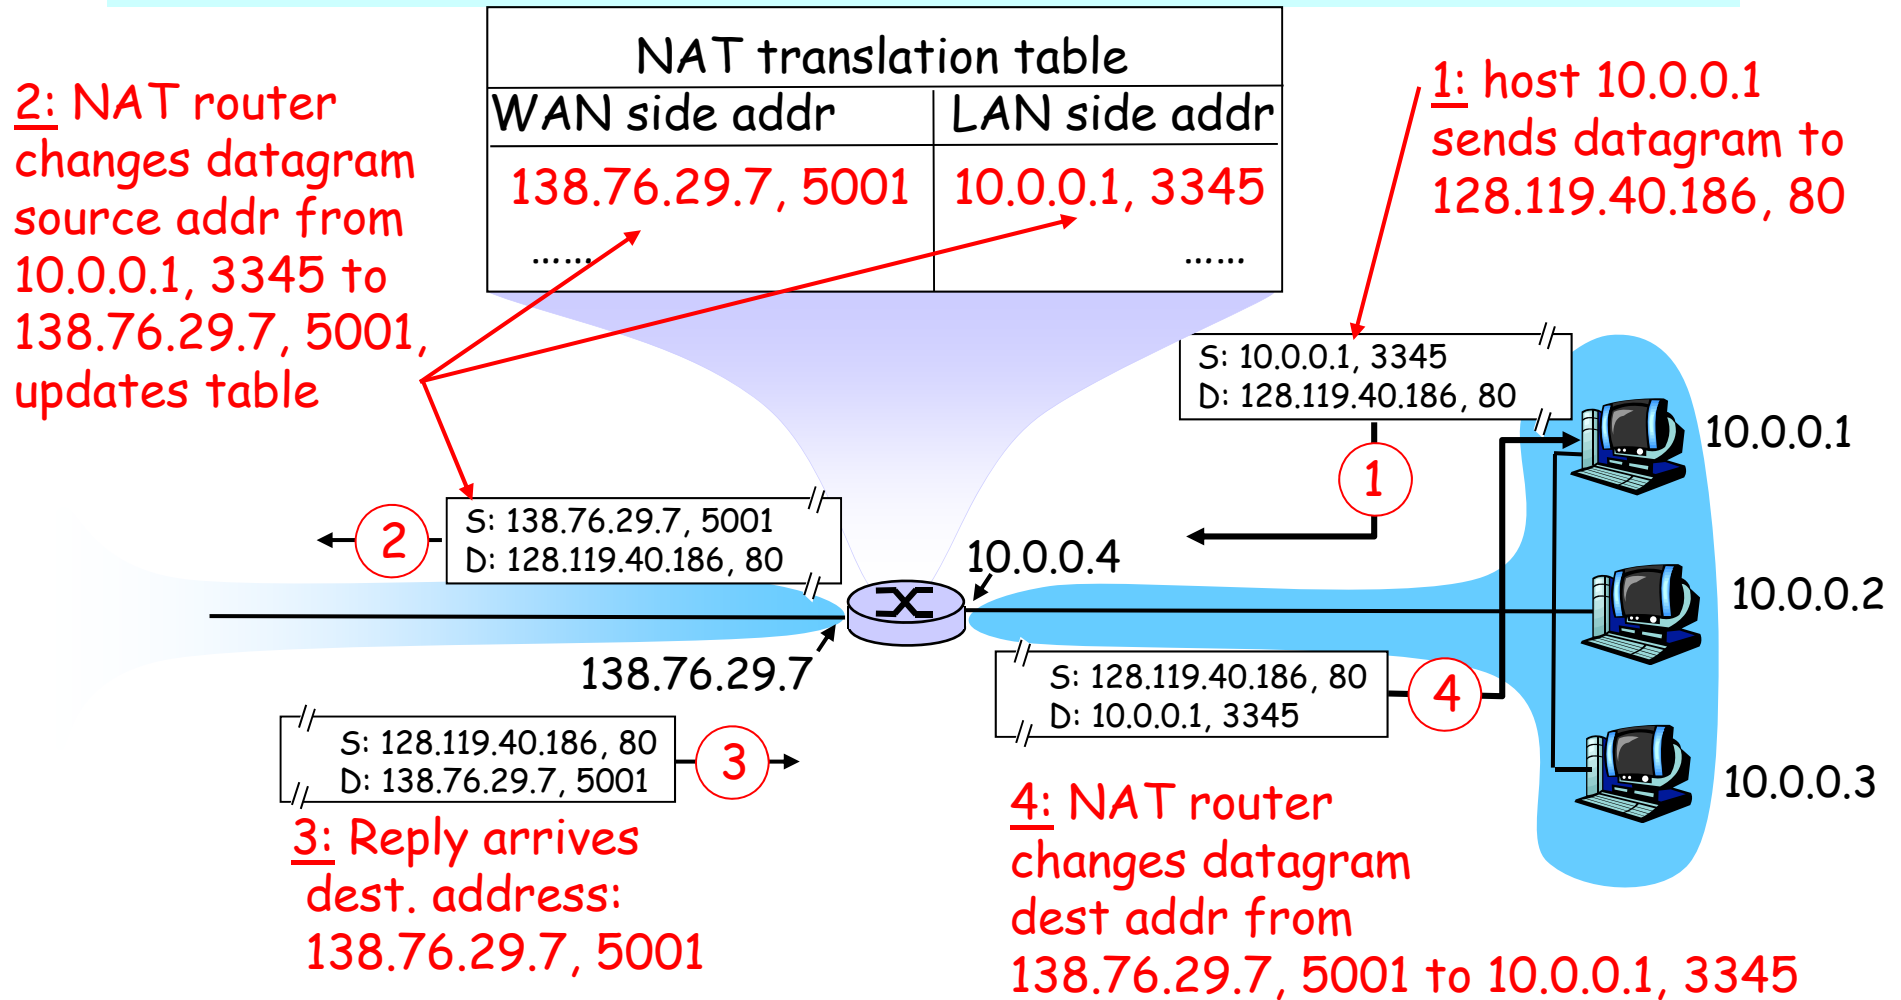 NAT translation table
WAN side addr
LAN side addr
138.76.29.7, 5001
10.0.0.1, 3345
......
......
2: NAT router
changes datagram
source addr from
10.0.0.1, 3345 to
138.76.29.7, 5001,
updates table
1: host 10.0.0.1
sends datagram to
128.119.40.186, 80
S: 10.0.0.1, 3345
D: 128.119.40.186, 80
1
10.0.0.1
2
S: 138.76.29.7, 5001
D: 128.119.40.186, 80
10.0.0.4
10.0.0.2
138.76.29.7
S: 128.119.40.186, 80
D: 10.0.0.1, 3345
4
S: 128.119.40.186, 80
D: 138.76.29.7, 5001
3
10.0.0.3
3: Reply arrives
dest. address:
138.76.29.7, 5001
4: NAT router
changes datagram
dest addr from
138.76.29.7, 5001 to 10.0.0.1, 3345